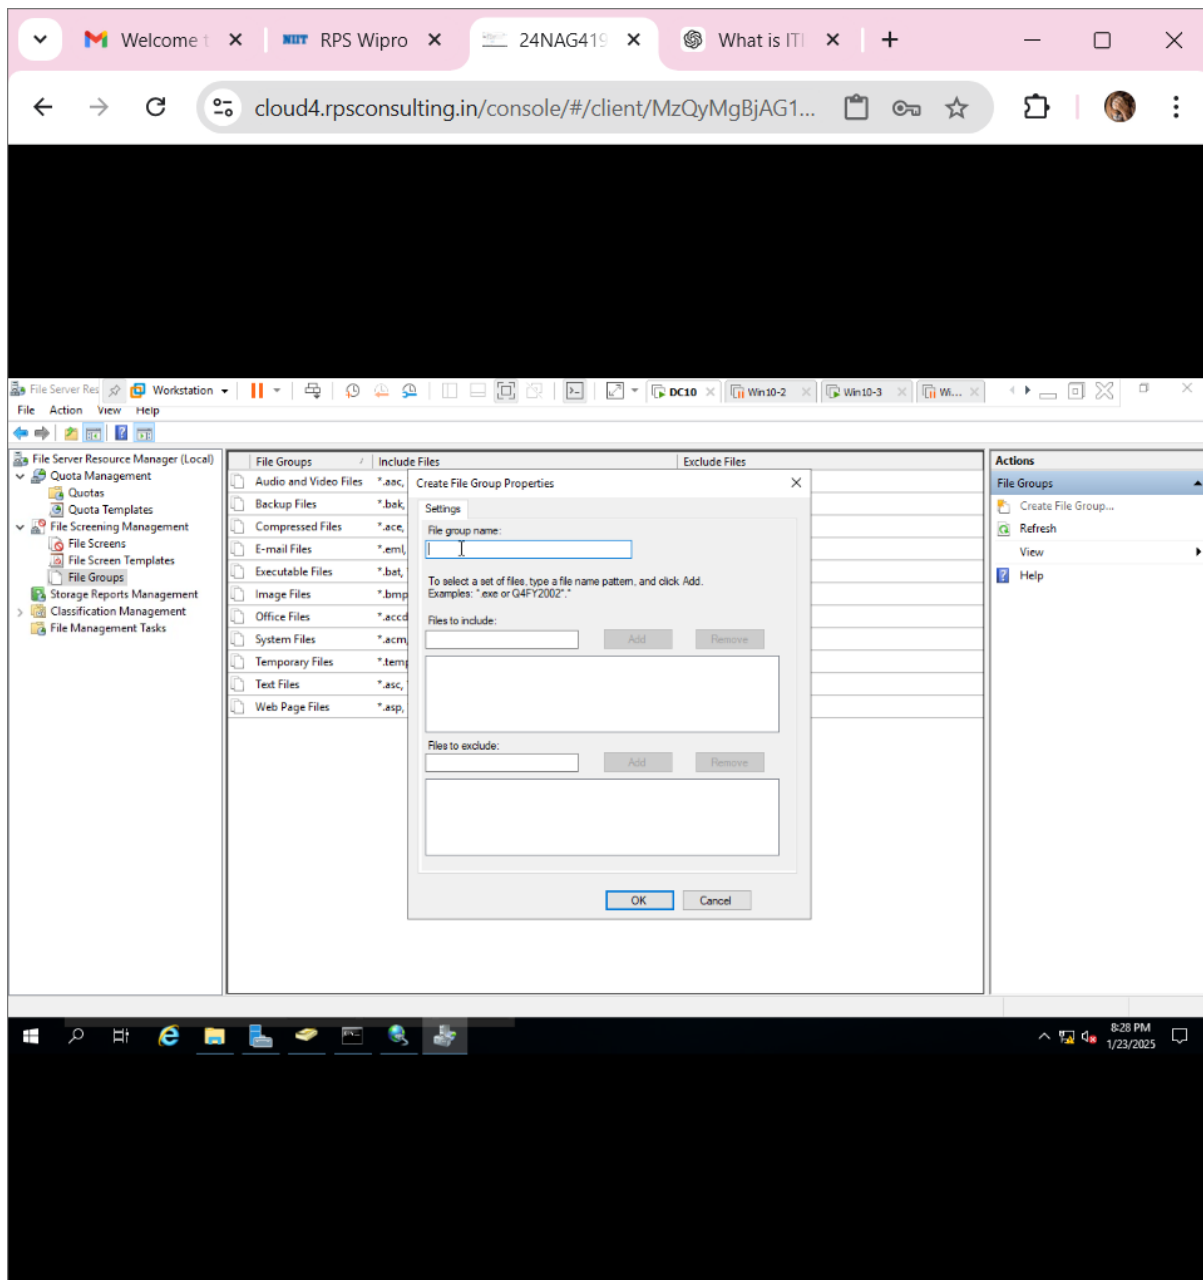 Welcome t
NIIT RPS Wipro
24NAG419
What is ITI
cloud4.rpsconsulting.in/console/#/client/MzQyMgBjAG1...
File Server Res
Workstation
DC10
Win10-2
Win10-3
Wi...
File Action View Help
File Server Resource Manager (Local)
Quota Management
Quotas
Quota Templates
File Screening Management
File Screens
File Screen Templates
File Groups
Storage Reports Management
Classification Management
File Management Tasks
File Groups Include Files Exclude Files
Audio and Video Files *.aac,
Backup Files *.bak,
Compressed Files *.ace,
E-mail Files *.eml,
Executable Files *.bat,
Image Files *.bmp
Office Files *.accd
System Files *.acm,
Temporary Files *.temp
Text Files *.asc,
Web Page Files *.asp,
Create File Group Properties
Settings
File group name:
To select a set of files, type a file name pattern, and click Add.
Examples: *.exe or Q4FY2002*.*
Files to include:
Add Remove
Files to exclude:
Add Remove
OK Cancel
Actions
File Groups
Create File Group...
Refresh
View
Help
8:28 PM
1/23/2025